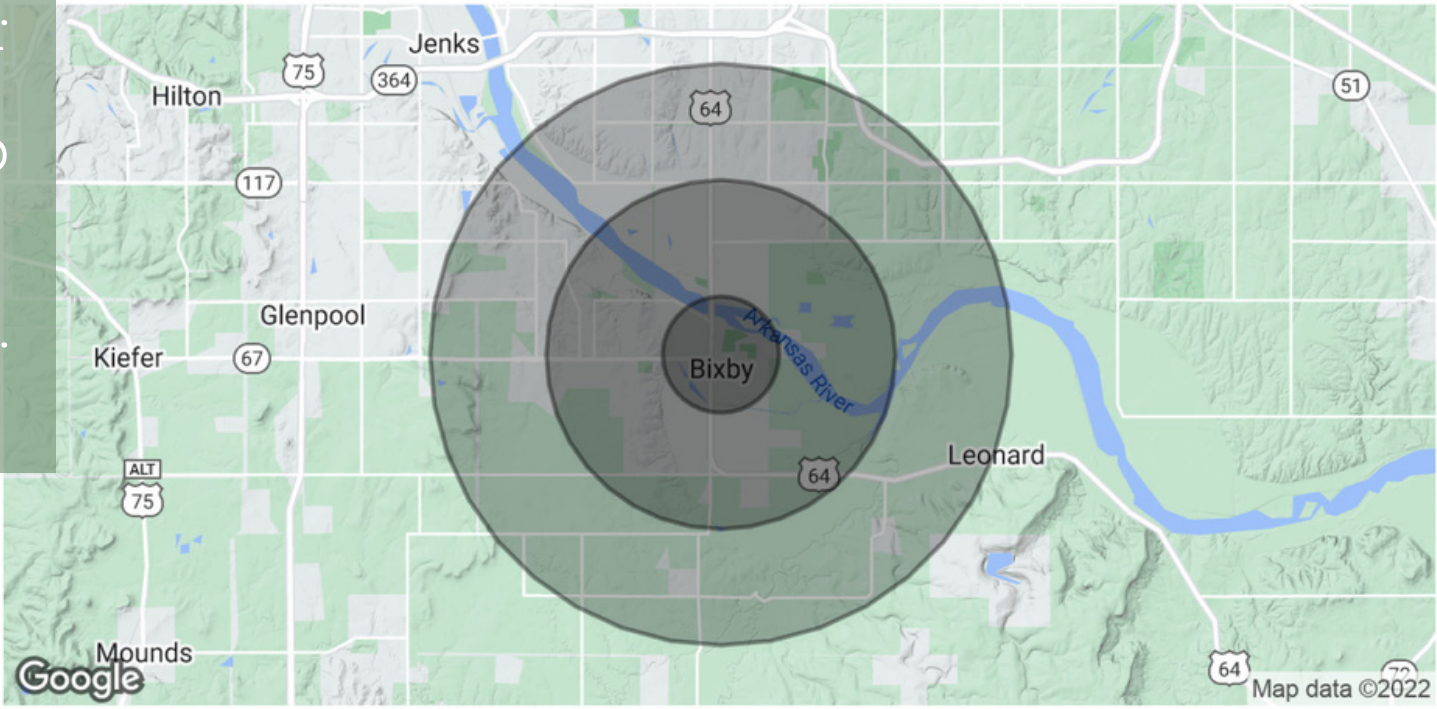 Jenks
75
364
Hilton
51
64
117
Glenpool
Arkansas River
Kiefer
67
Bixby
Leonard
64
ALT
75
Mounds
64
Google
Map data ©2022